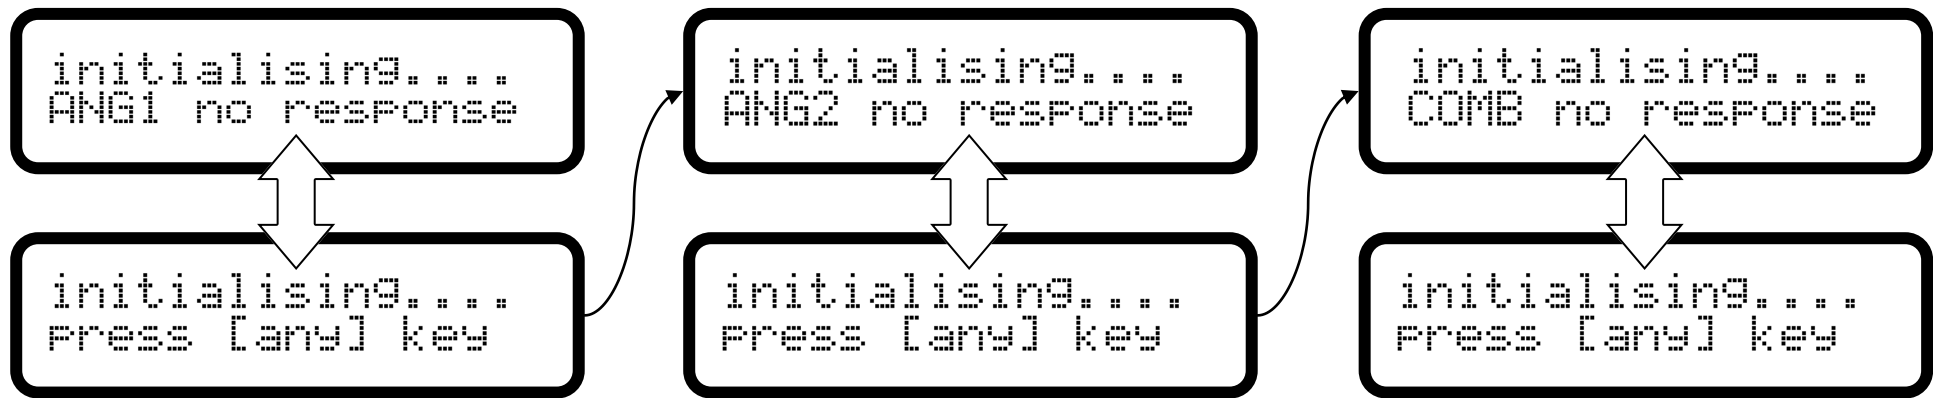 initialising....
ANG1 no response
initialising....
press [any] key
initialising....
ANG2 no response
initialising....
press [any] key
initialising....
COMB no response
initialising....
press [any] key